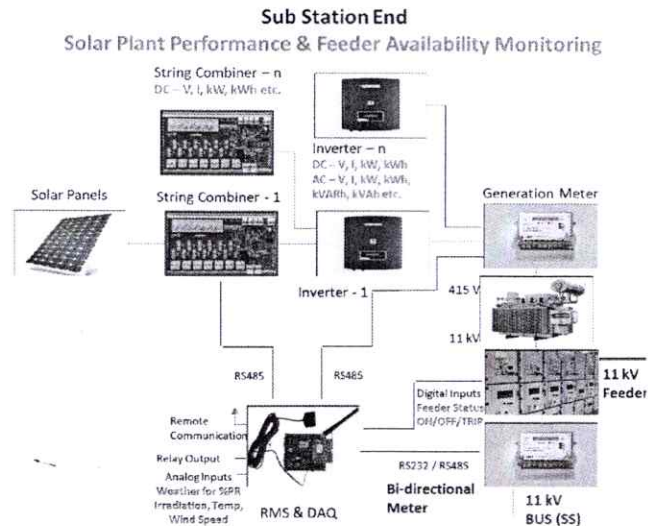 Sub Station End
Solar Plant Performance & Feeder Availability Monitoring
String Combiner – n
DC – V, I, kW, kWh etc.
Inverter – n
DC – V, I, kW, kWh
AC – V, I, kW, kWh,
kVARh, kVAh etc.
Solar Panels
String Combiner - 1
Generation Meter
Inverter - 1
415 V
11 kV
RS485
RS485
11 kV
Feeder
Digital Inputs
Feeder Status
ON/OFF/TRIP
Remote
Communication
Relay Output
Analog Inputs
Weather for %PR
Irradiation, Temp,
Wind Speed
RMS & DAQ
RS232 / RS485
Bi-directional
Meter
11 kV
BUS (SS)